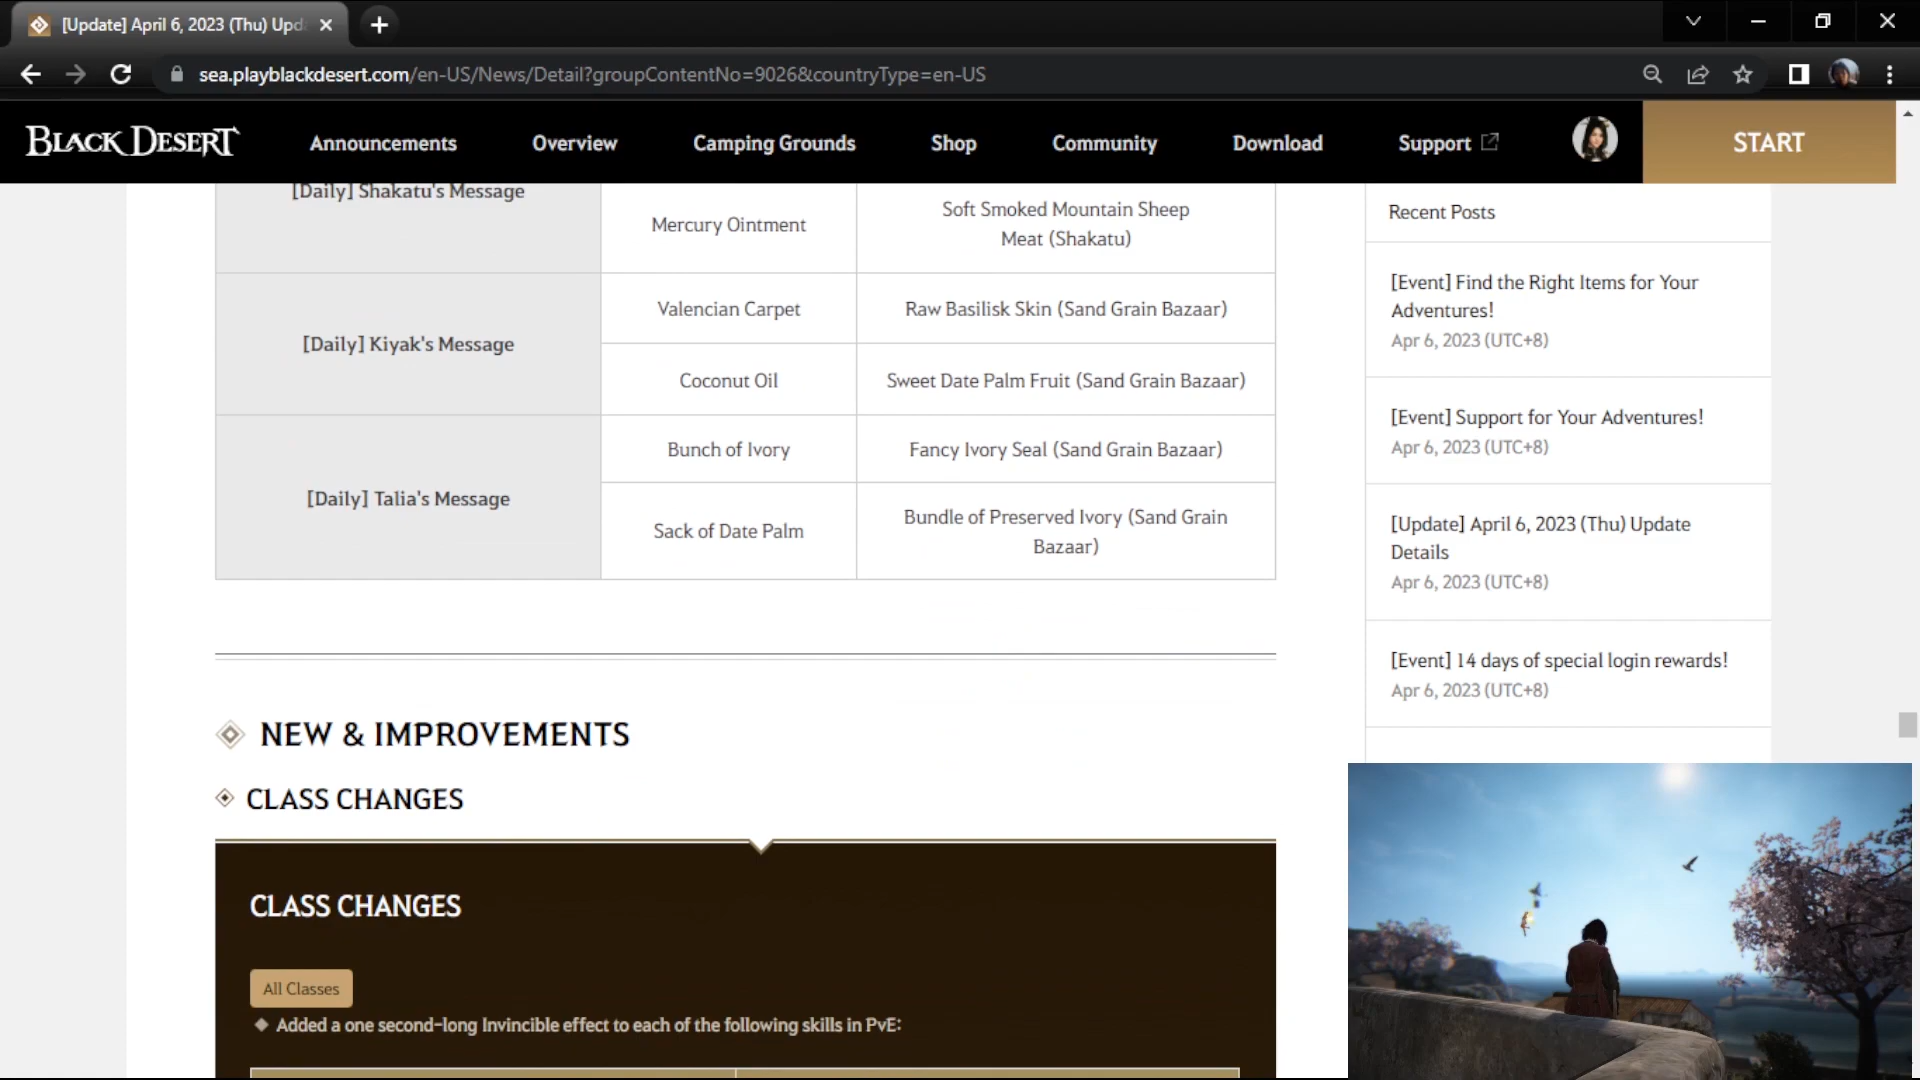 [Update] April 6, 2023 (Thu) Upd
sea.playblackdesert.com/en-US/News/Detail?groupContentNo=9026&countryType=en-US
BLACK DESERT
Announcements
Overview
Camping Grounds
Shop
Community
Download
Support
START
[Daily] Shakatu's Message
Mercury Ointment
Soft Smoked Mountain Sheep
Meat (Shakatu)
[Daily] Kiyak's Message
Valencian Carpet
Raw Basilisk Skin (Sand Grain Bazaar)
Coconut Oil
Sweet Date Palm Fruit (Sand Grain Bazaar)
[Daily] Talia's Message
Bunch of Ivory
Fancy Ivory Seal (Sand Grain Bazaar)
Sack of Date Palm
Bundle of Preserved Ivory (Sand Grain
Bazaar)
NEW & IMPROVEMENTS
CLASS CHANGES
CLASS CHANGES
All Classes
Added a one second-long Invincible effect to each of the following skills in PvE:
Recent Posts
[Event] Find the Right Items for Your
Adventures!
Apr 6, 2023 (UTC+8)
[Event] Support for Your Adventures!
Apr 6, 2023 (UTC+8)
[Update] April 6, 2023 (Thu) Update
Details
Apr 6, 2023 (UTC+8)
[Event] 14 days of special login rewards!
Apr 6, 2023 (UTC+8)